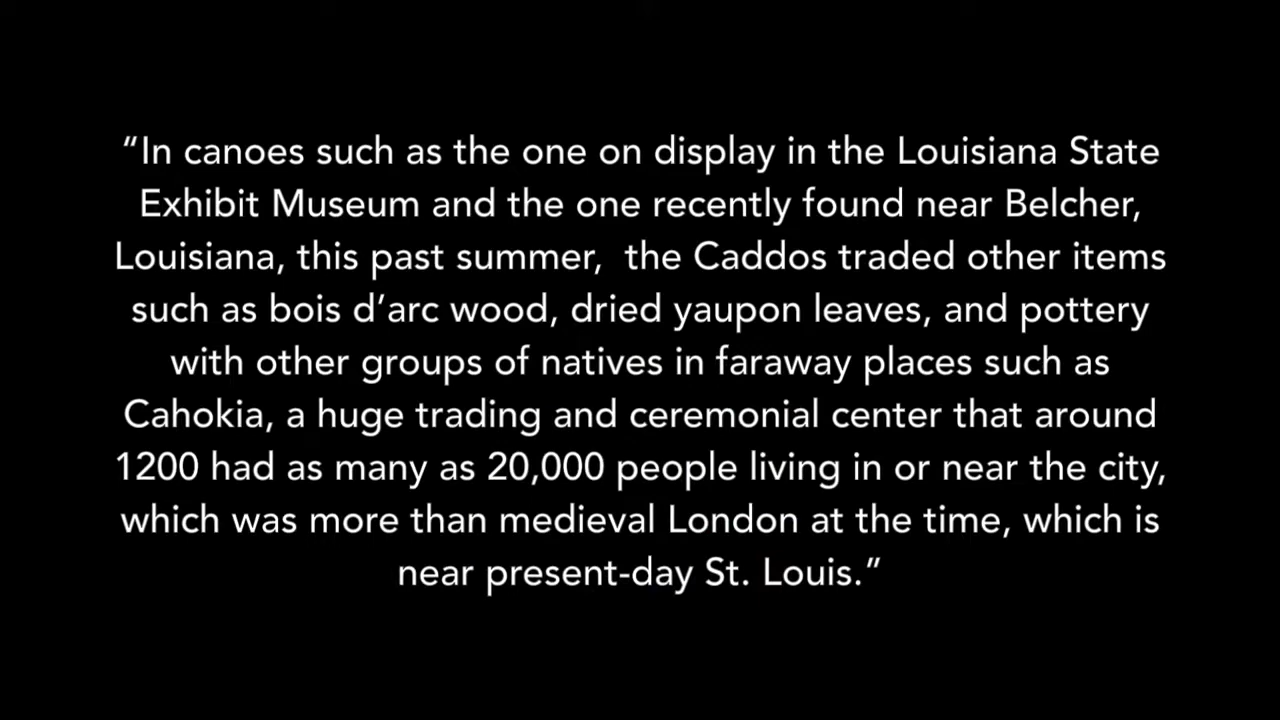 “In canoes such as the one on display in the Louisiana State
Exhibit Museum and the one recently found near Belcher,
Louisiana, this past summer,  the Caddos traded other items
such as bois d’arc wood, dried yaupon leaves, and pottery
with other groups of natives in faraway places such as
Cahokia, a huge trading and ceremonial center that around
1200 had as many as 20,000 people living in or near the city,
which was more than medieval London at the time, which is
near present-day St. Louis.”